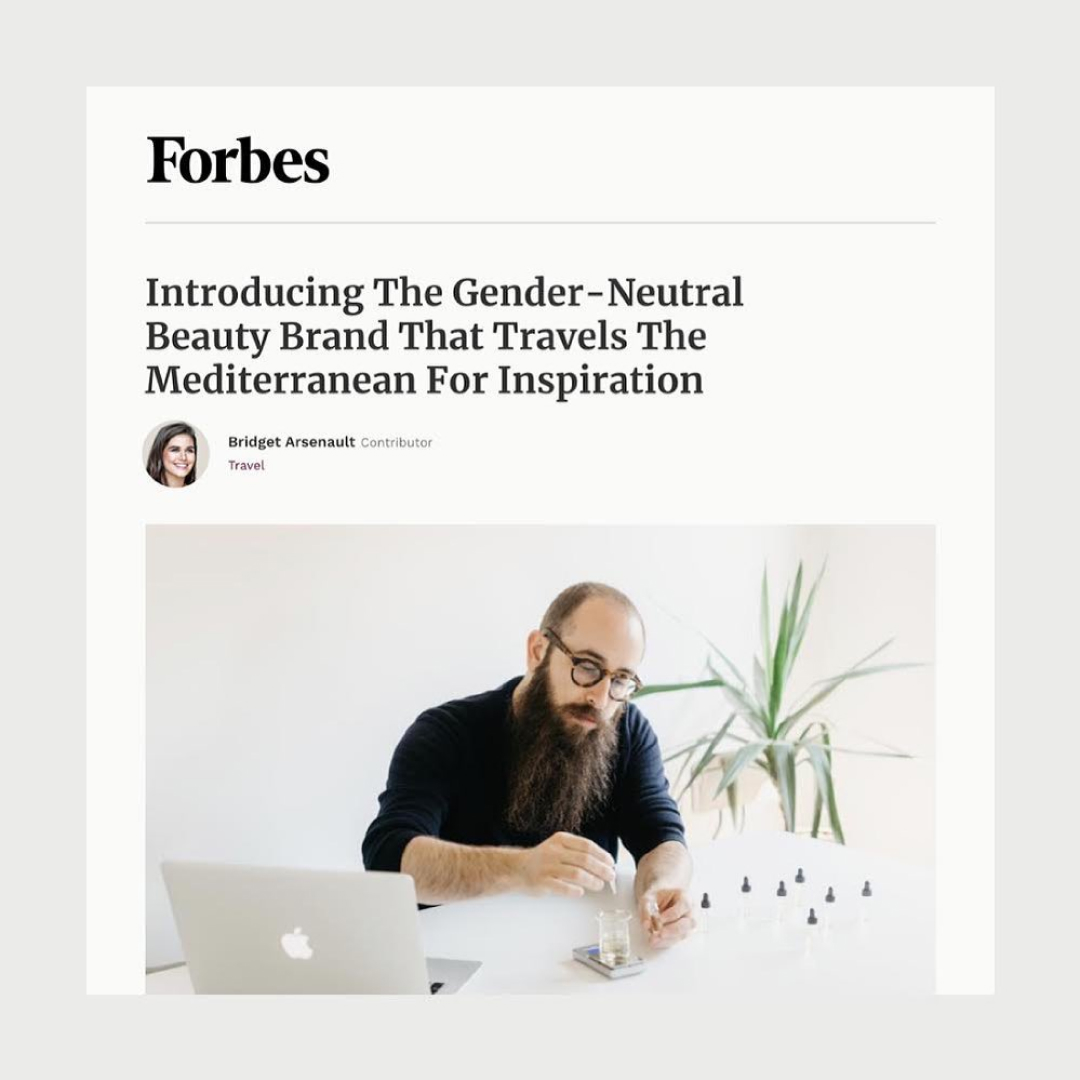 Forbes
Introducing The Gender-Neutral
Beauty Brand That Travels The
Mediterranean For Inspiration
Bridget Arsenault Contributor
Travel